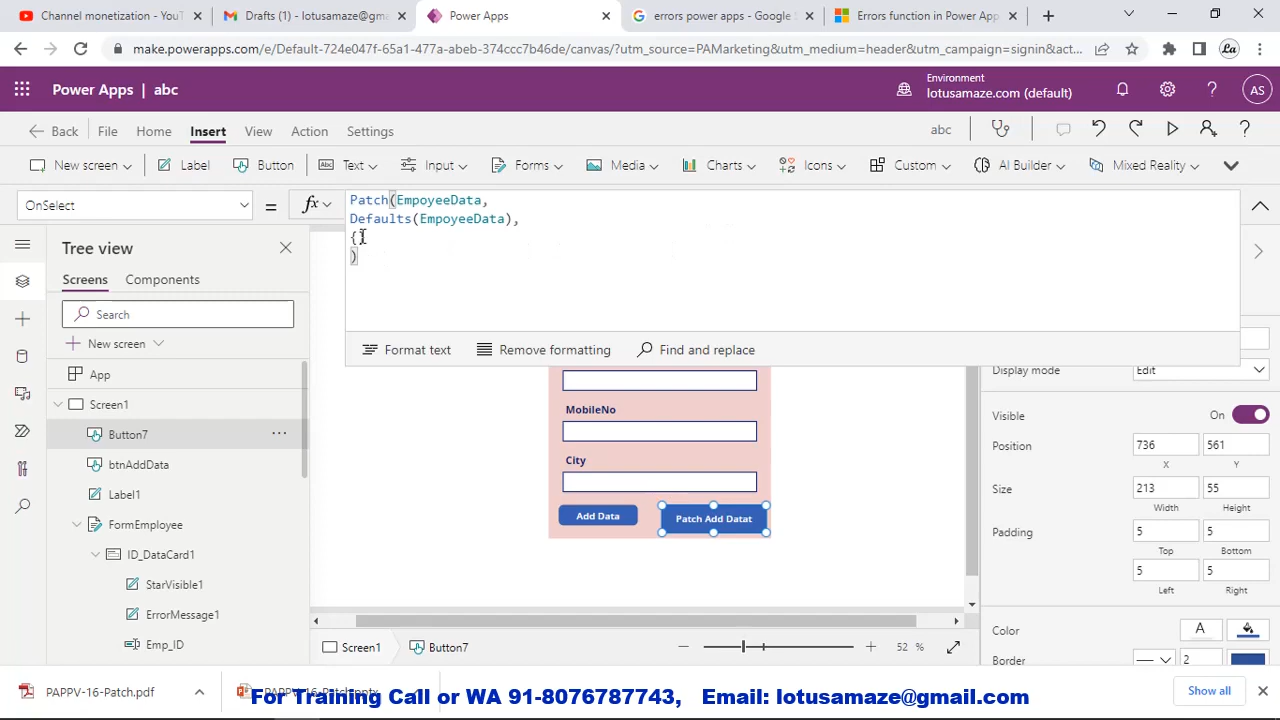 Channel monetization - YouT
Drafts (1) - lotusamaze@gm
Power Apps
errors power apps - Google S
Errors function in Power App
make.powerapps.com/e/Default-724e047f-65a1-477a-abeb-374ccc7b46de/canvas/?utm_source=PAMarketing&utm_medium=header&utm_campaign=signin&act...
Power Apps | abc
Environment
lotusamaze.com (default)
AS
Back File Home Insert View Action Settings abc
New screen Label Button Text Input Forms Media Charts Icons Custom AI Builder Mixed Reality
OnSelect = fx
Patch(EmpoyeeData,
Defaults(EmpoyeeData),
{}
)
Format text Remove formatting Find and replace
Tree view
Screens Components
Search
New screen
App
Screen1
Button7
btnAddData
Label1
FormEmployee
ID_DataCard1
StarVisible1
ErrorMessage1
Emp_ID
MobileNo
City
Add Data Patch Add Datat
Display mode Edit
Visible On
Position 736 561
X Y
Size 213 55
Width Height
Padding 5 5
Top Bottom
5 5
Left Right
Color
Border 2
Screen1 Button7 52 %
PAPPV-16-Patch.pdf PAPPV-16-Patch.pptx Show all
For Training Call or WA 91-8076787743, Email: lotusamaze@gmail.com